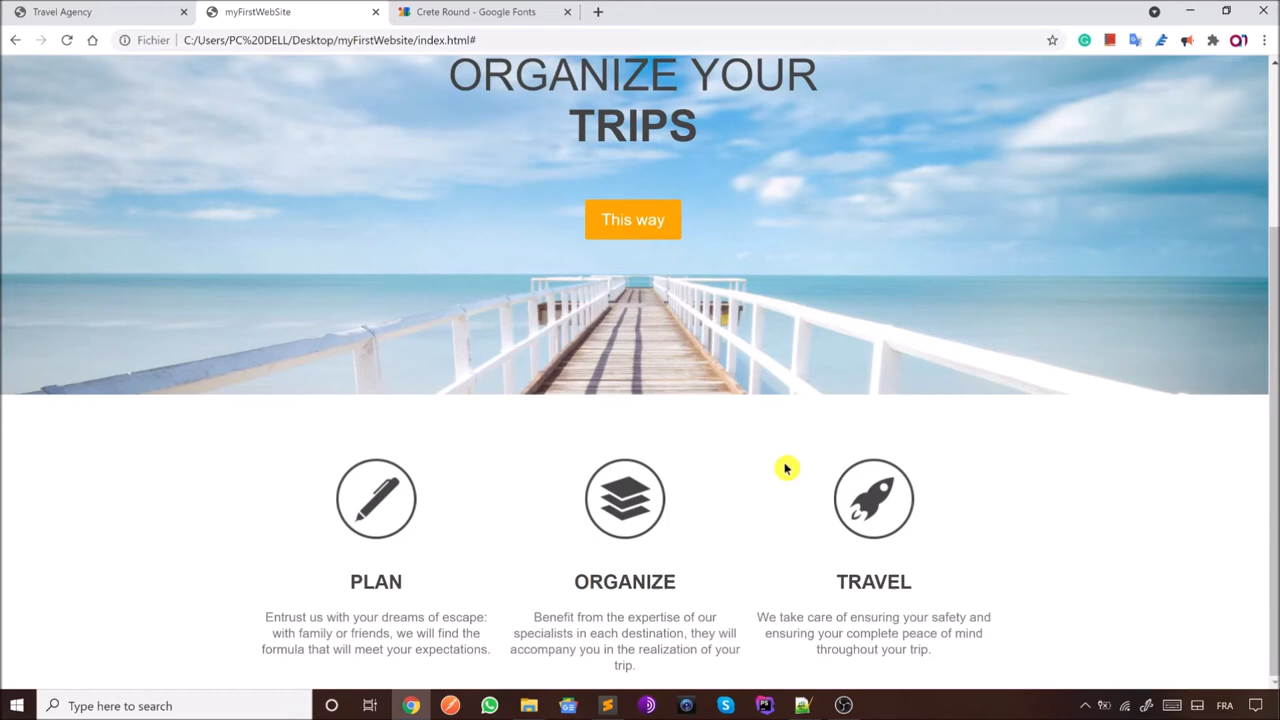 Travel Agency
myFirstWebSite
Crete Round - Google Fonts
Fichier
C:/Users/PC%20DELL/Desktop/myFirstWebsite/index.html#
ORGANIZE YOUR
TRIPS
This way
PLAN
Entrust us with your dreams of escape:
with family or friends, we will find the
formula that will meet your expectations.
ORGANIZE
Benefit from the expertise of our
specialists in each destination, they will
accompany you in the realization of your
trip.
TRAVEL
We take care of ensuring your safety and
ensuring your complete peace of mind
throughout your trip.
Type here to search
FRA